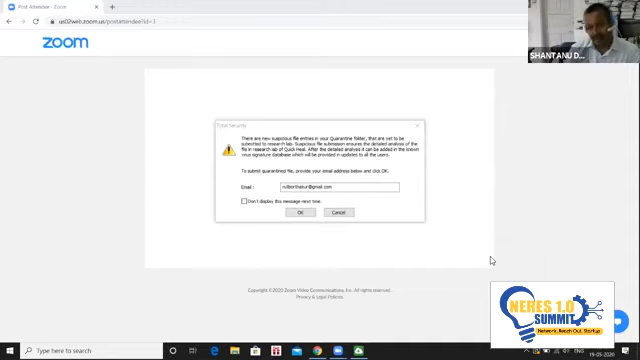 Post Attendee - Zoom
us02web.zoom.us/postattendee?id=3
zoom
SHANTANU D...
Total Security
There are new suspicious file entries in your Quarantine folder, that are yet to be
submitted to research lab. Suspicious file submission ensures the detailed analysis of the
file in research lab of Quick Heal. After the detailed analysis it can be added in the known
virus signature database which will be provided in updates to all the users.
To submit quarantined file, provide your email address below and click OK.
Email :
Don't display this message next time.
OK
Cancel
Copyright ©2020 Zoom Video Communications, Inc. All rights reserved.
Privacy & Legal Policies
NERES 1.0
SUMMIT
Network, Reach Out, Startup
Type here to search
ENG
19-05-2020